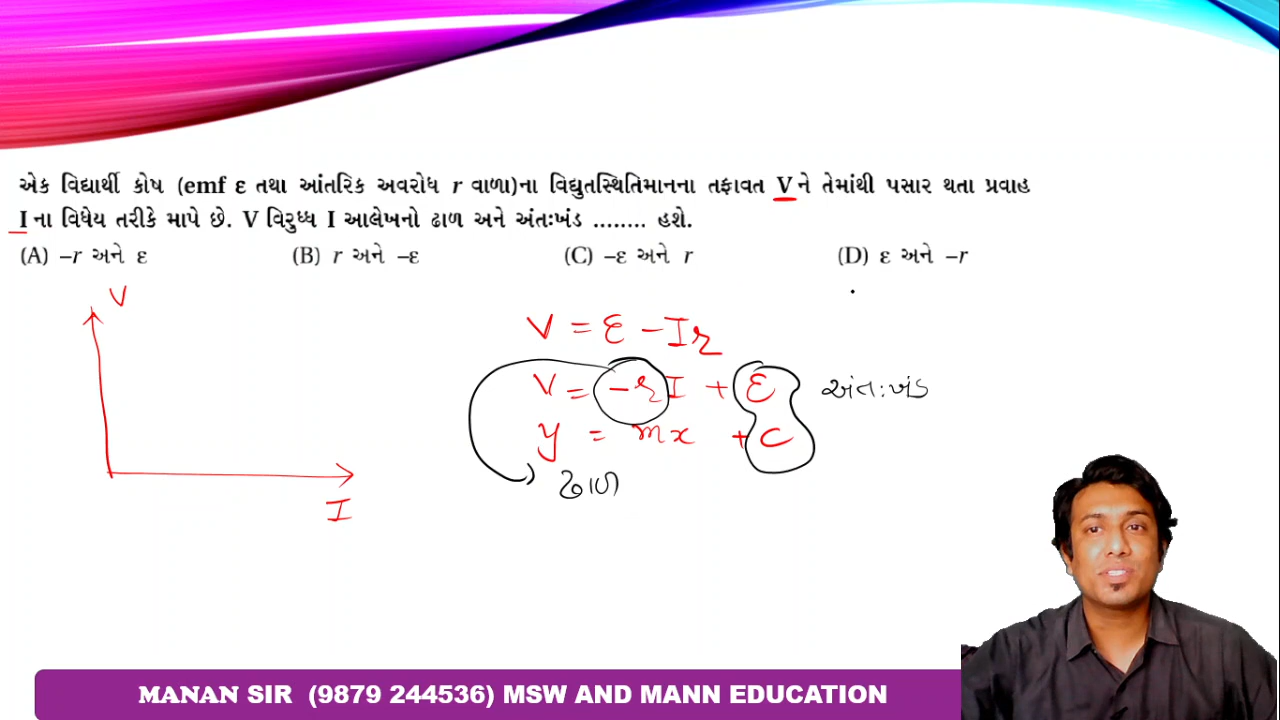 એક વિદ્યાર્થી કોષ (emf ε તથા આંતરિક અવરોધ r વાળા)ના વિદ્યુતસ્થિતિમાનના તફાવત V ને તેમાંથી પસાર થતા પ્રવાહ
I ના વિધેય તરીકે માપે છે. V વિરુધ્ધ I આલેખનો ઢાળ અને અંતઃખંડ ........ હશે.
(A) –r અને ε (B) r અને –ε (C) –ε અને r (D) ε અને –r
V
V = ε - Ir
V = -rI + ε અંતઃખંડ
y = mx + c
ઢાળ
I
MANAN SIR (9879 244536) MSW AND MANN EDUCATION